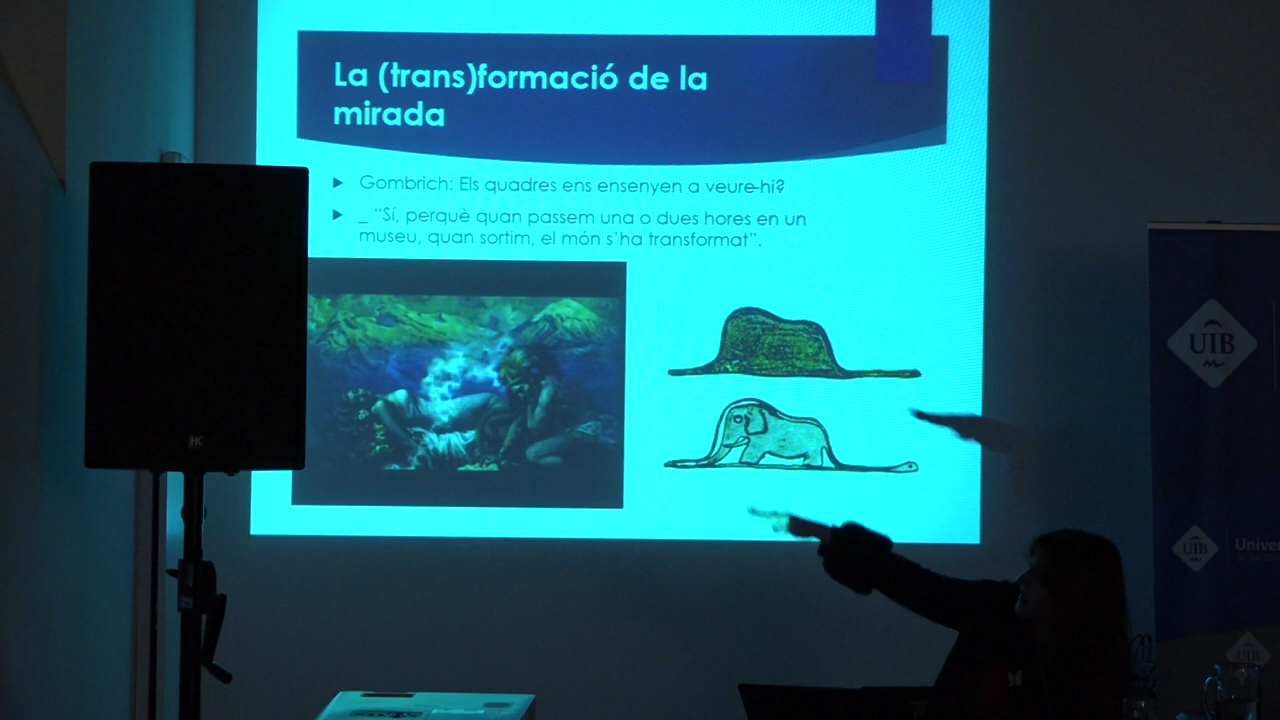 La (trans)formació de la
mirada
Gombrich: Els quadres ens ensenyen a veure-hi?
_ “Sí, perquè quan passem una o dues hores en un
museu, quan sortim, el món s’ha transformat”.
HK
UIB
UIB
UIB